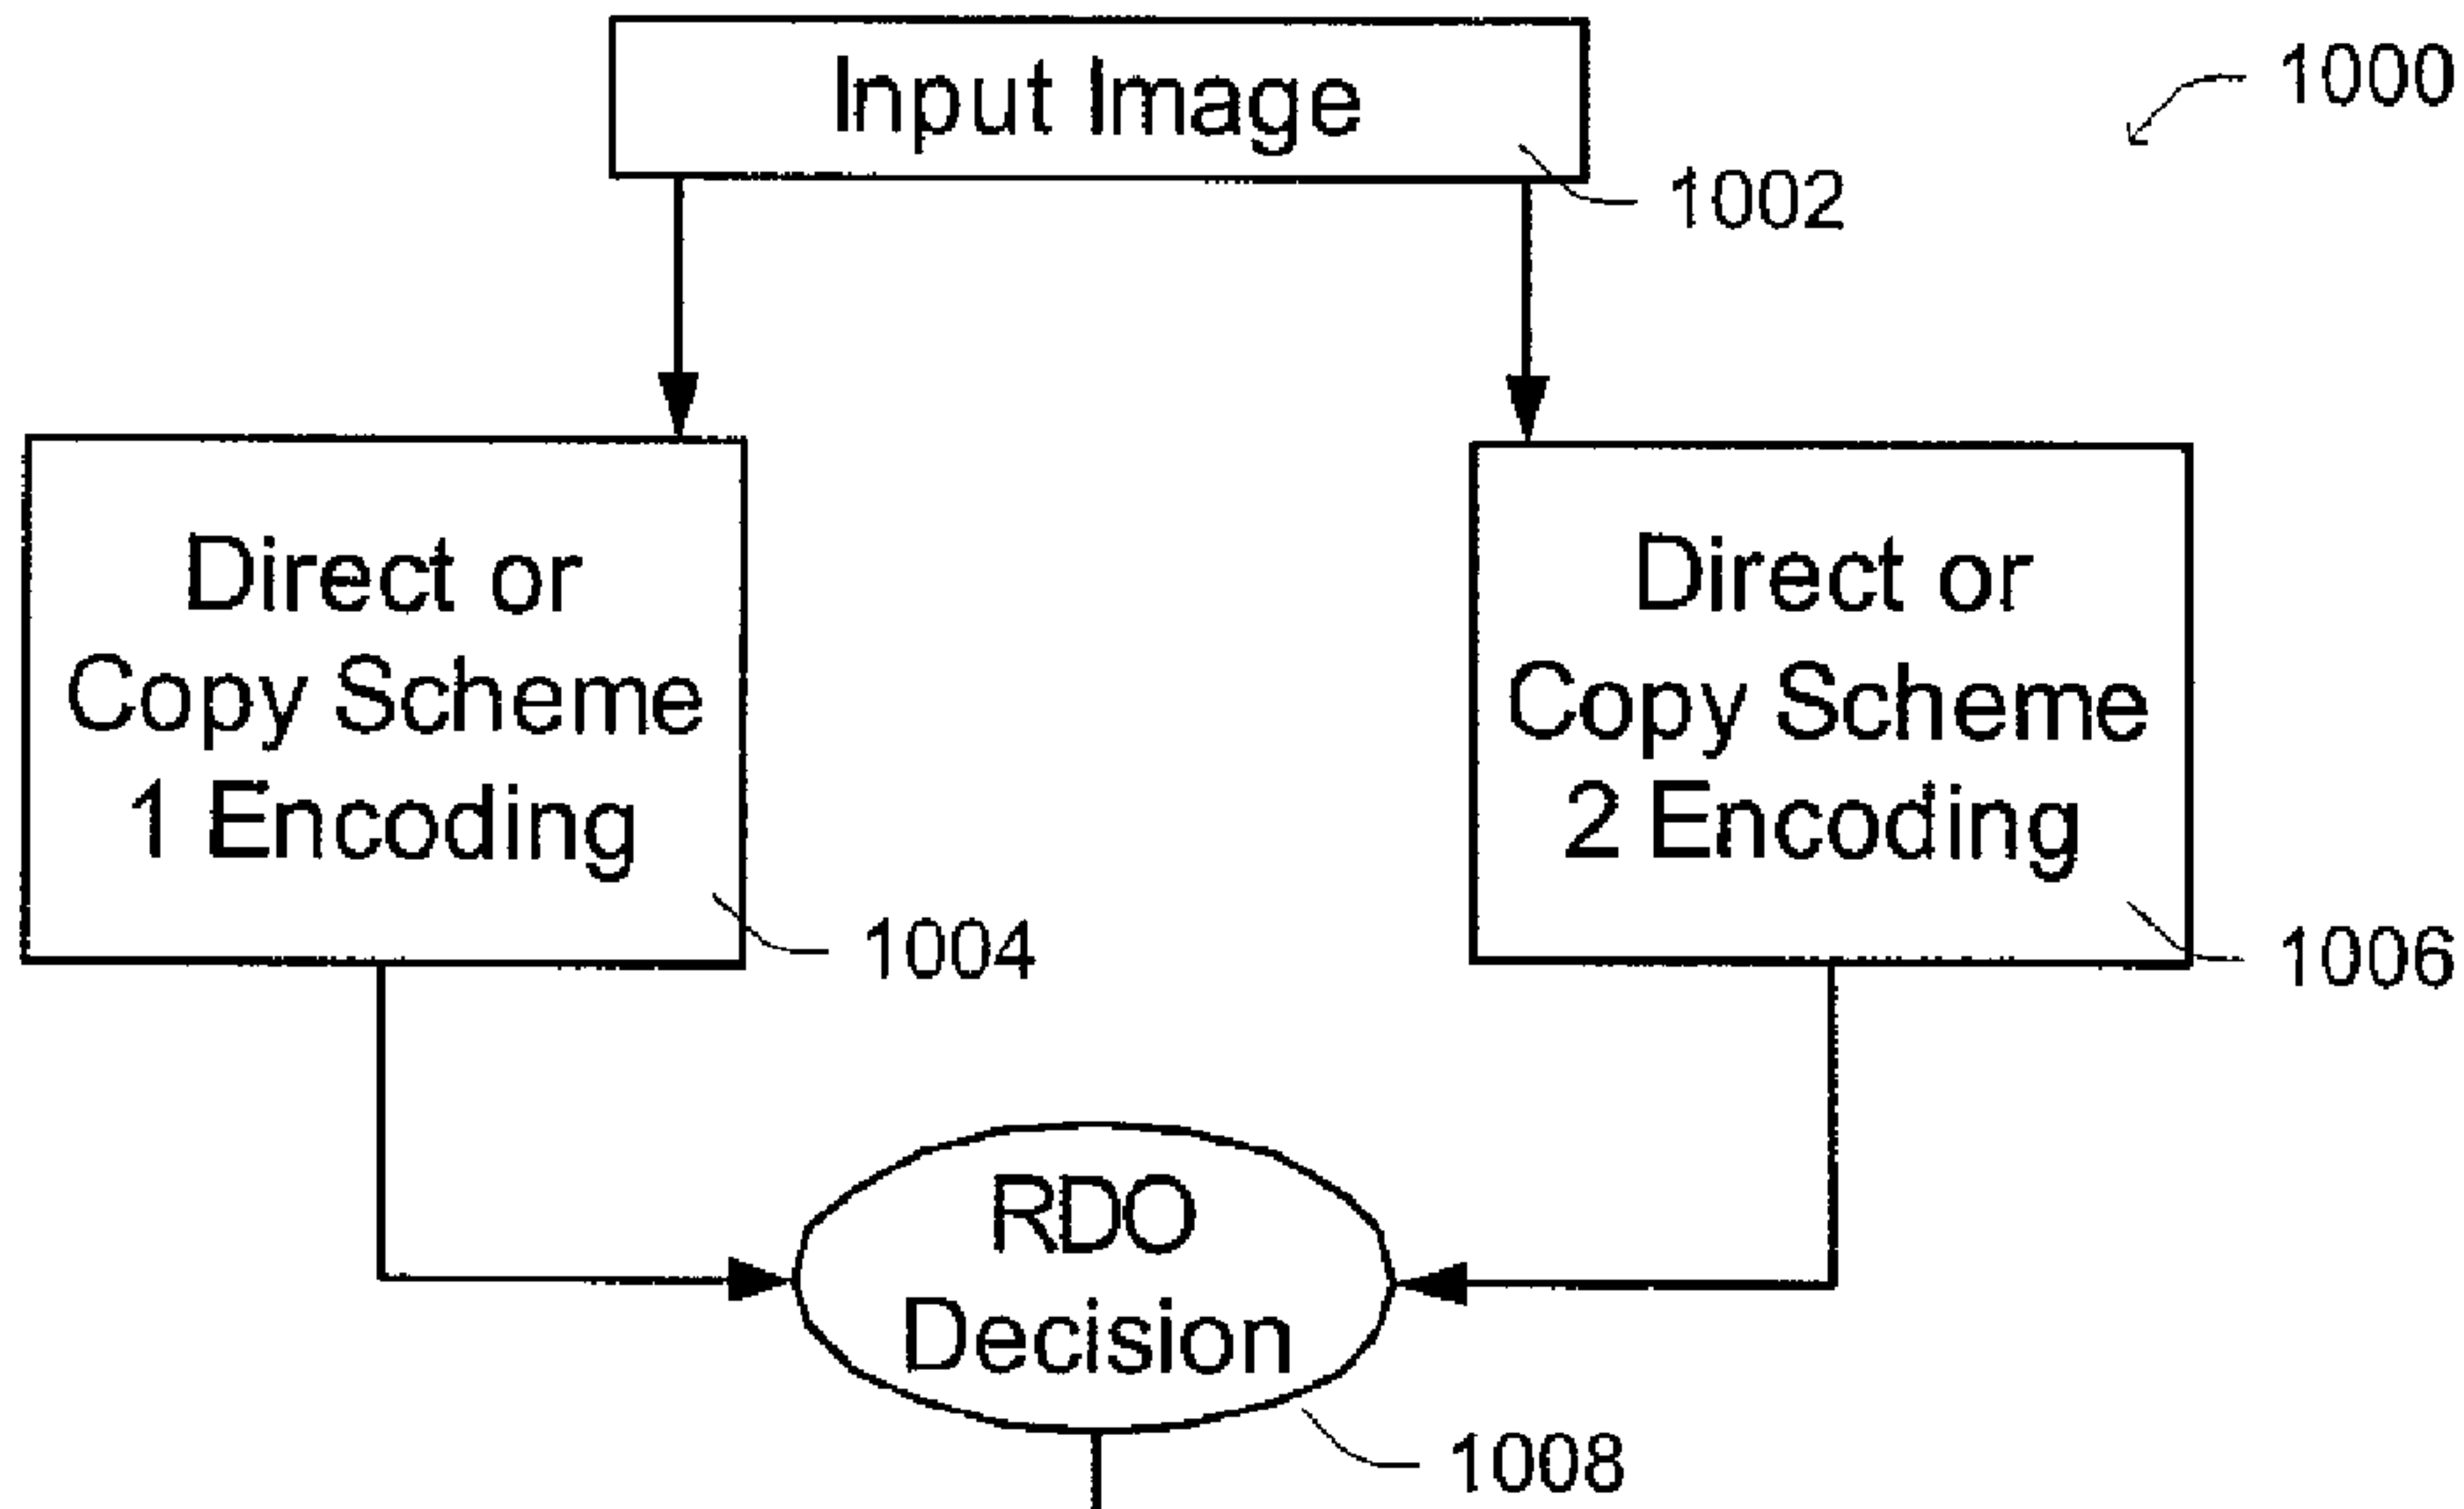 Input Image
1000
1002
Direct or
Copy Scheme
1 Encoding
1004
Direct or
Copy Scheme
2 Encoding
1006
RDO
Decision
1008